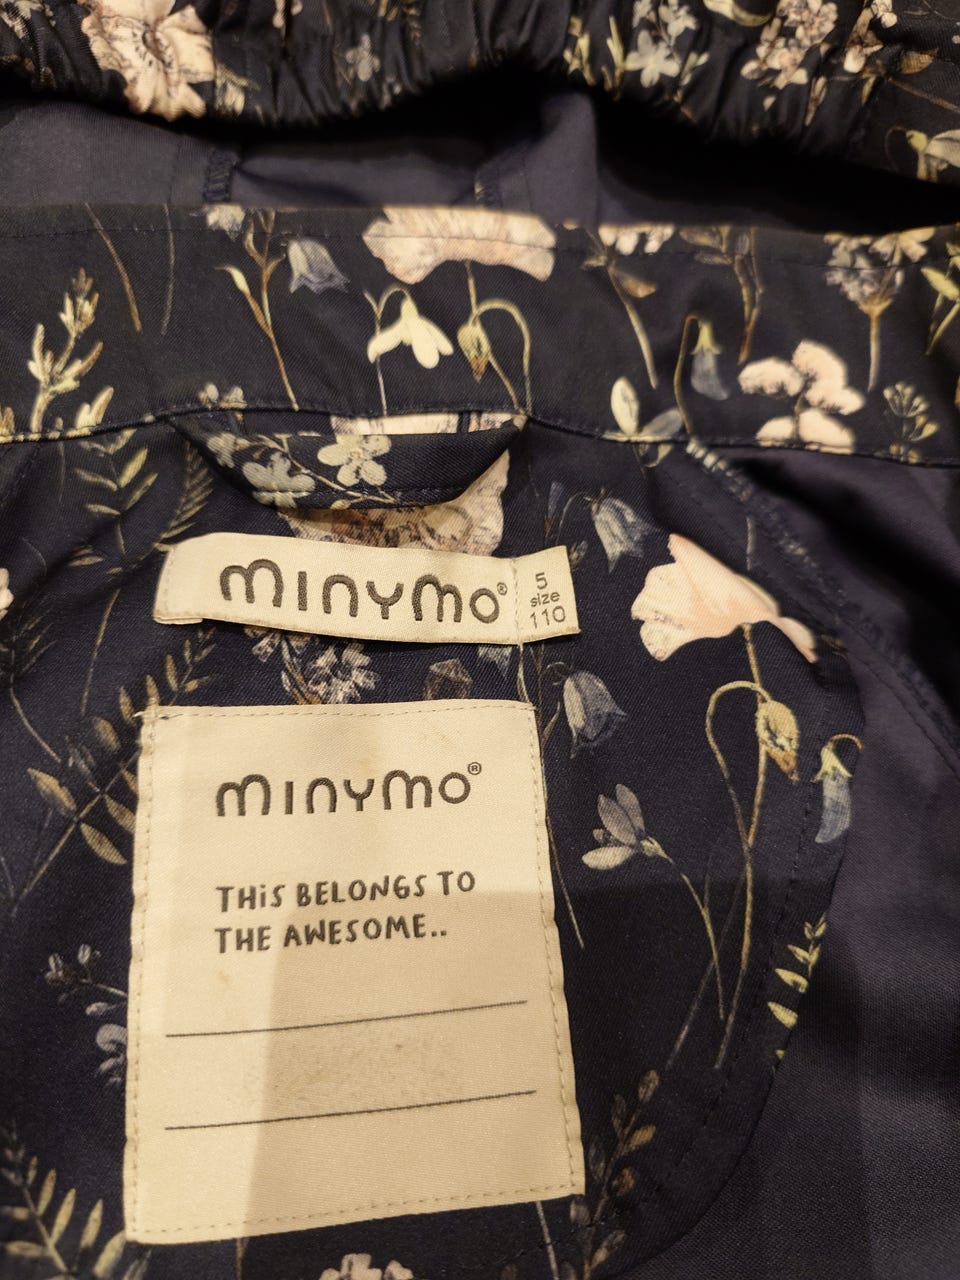 minymo®
5
size
110
minymo®
THiS BELONGS TO
THE AWESOME..